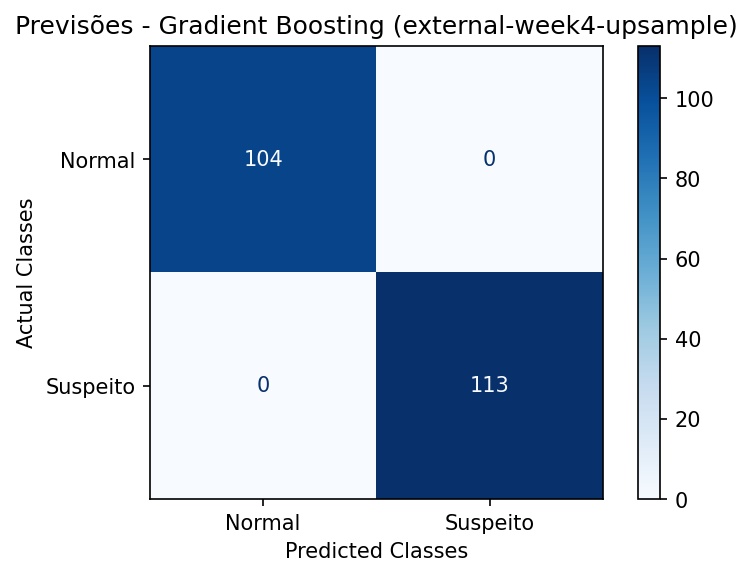 Previsões - Gradient Boosting (external-week4-upsample)
Actual Classes
Normal
104
0
Suspeito
0
113
Normal
Suspeito
Predicted Classes
100
80
60
40
20
0